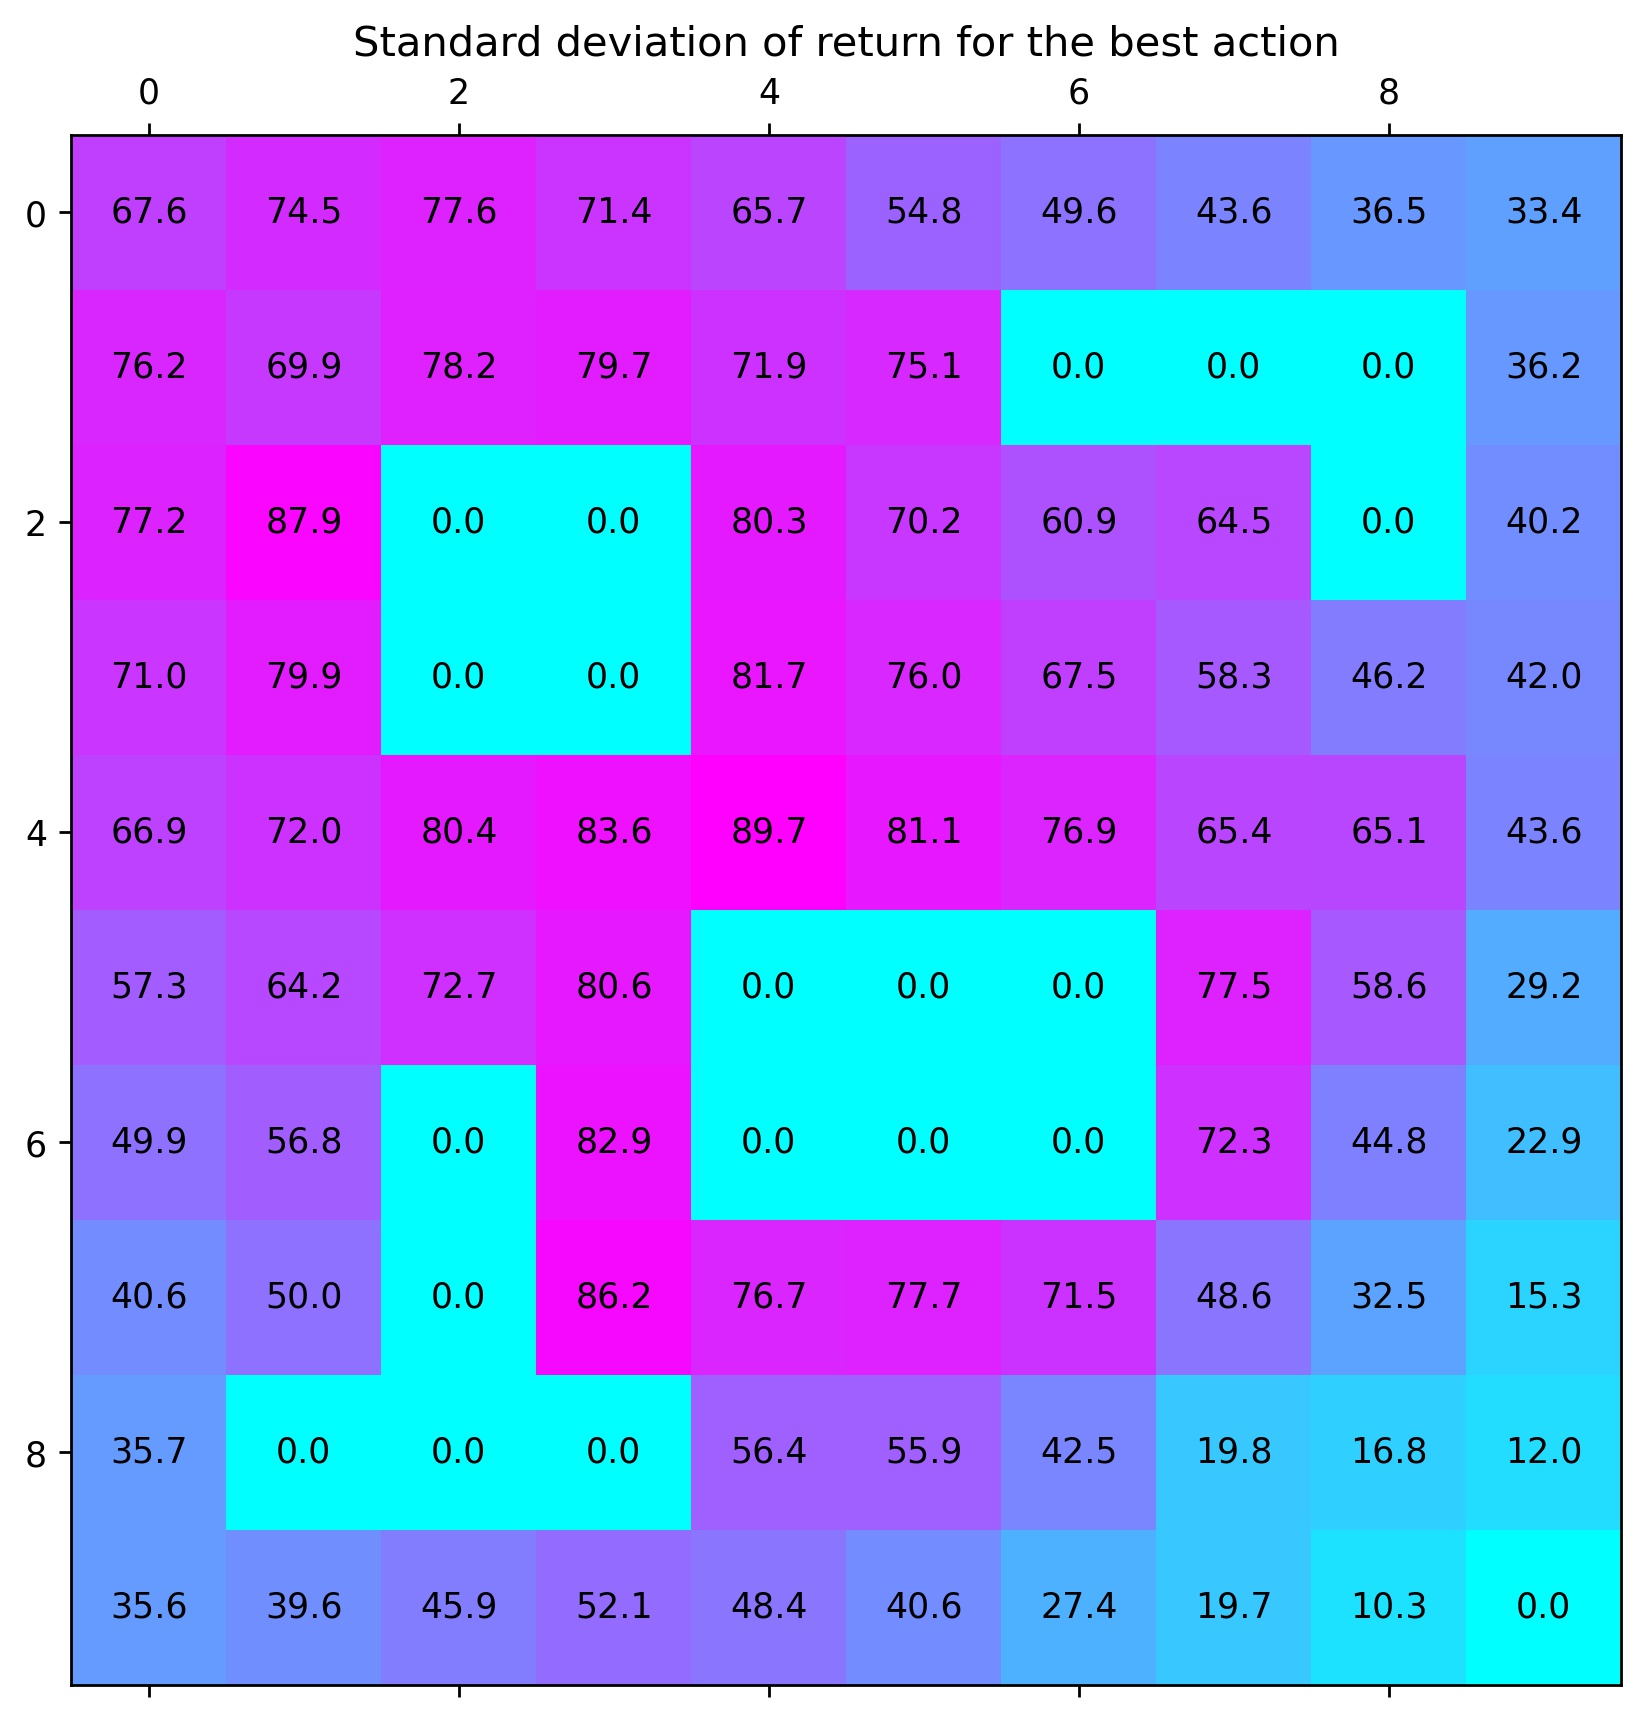 Standard deviation of return for the best action
0 2 4 6 8
0 67.6 74.5 77.6 71.4 65.7 54.8 49.6 43.6 36.5 33.4
76.2 69.9 78.2 79.7 71.9 75.1 0.0 0.0 0.0 36.2
2 77.2 87.9 0.0 0.0 80.3 70.2 60.9 64.5 0.0 40.2
71.0 79.9 0.0 0.0 81.7 76.0 67.5 58.3 46.2 42.0
4 66.9 72.0 80.4 83.6 89.7 81.1 76.9 65.4 65.1 43.6
57.3 64.2 72.7 80.6 0.0 0.0 0.0 77.5 58.6 29.2
6 49.9 56.8 0.0 82.9 0.0 0.0 0.0 72.3 44.8 22.9
40.6 50.0 0.0 86.2 76.7 77.7 71.5 48.6 32.5 15.3
8 35.7 0.0 0.0 0.0 56.4 55.9 42.5 19.8 16.8 12.0
35.6 39.6 45.9 52.1 48.4 40.6 27.4 19.7 10.3 0.0